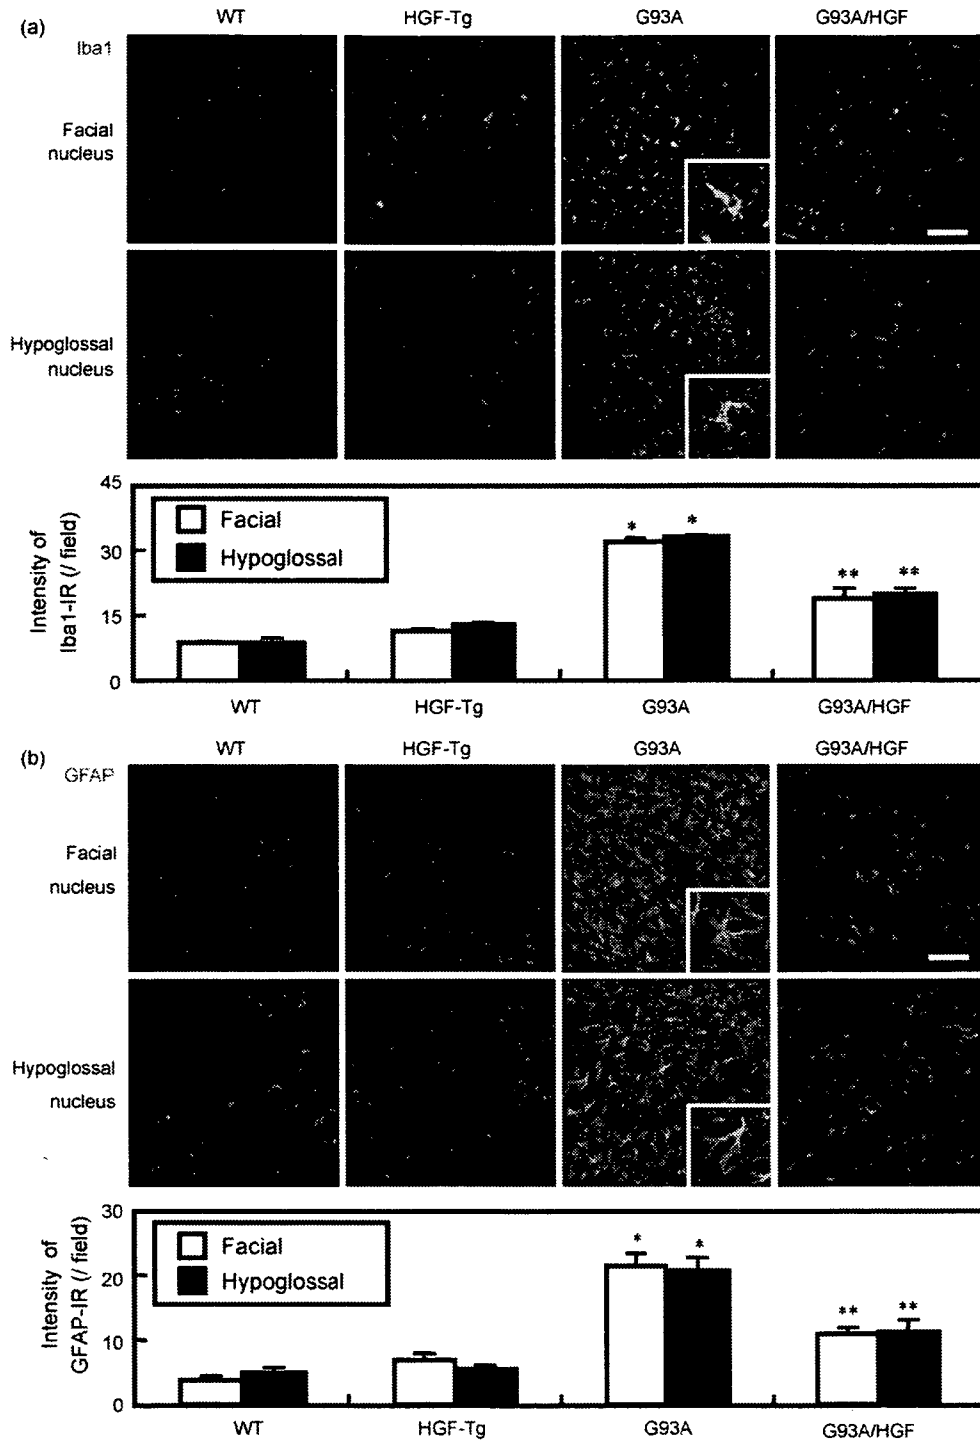 (a)
WT HGF-Tg G93A G93A/HGF
Iba1
Facial
nucleus
Hypoglossal
nucleus
Intensity of
Iba1-IR (/ field)
45
30
15
0
Facial
Hypoglossal
* *
** **
WT HGF-Tg G93A G93A/HGF
(b)
WT HGF-Tg G93A G93A/HGF
GFAP
Facial
nucleus
Hypoglossal
nucleus
Intensity of
GFAP-IR (/ field)
30
20
10
0
Facial
Hypoglossal
* *
** **
WT HGF-Tg G93A G93A/HGF